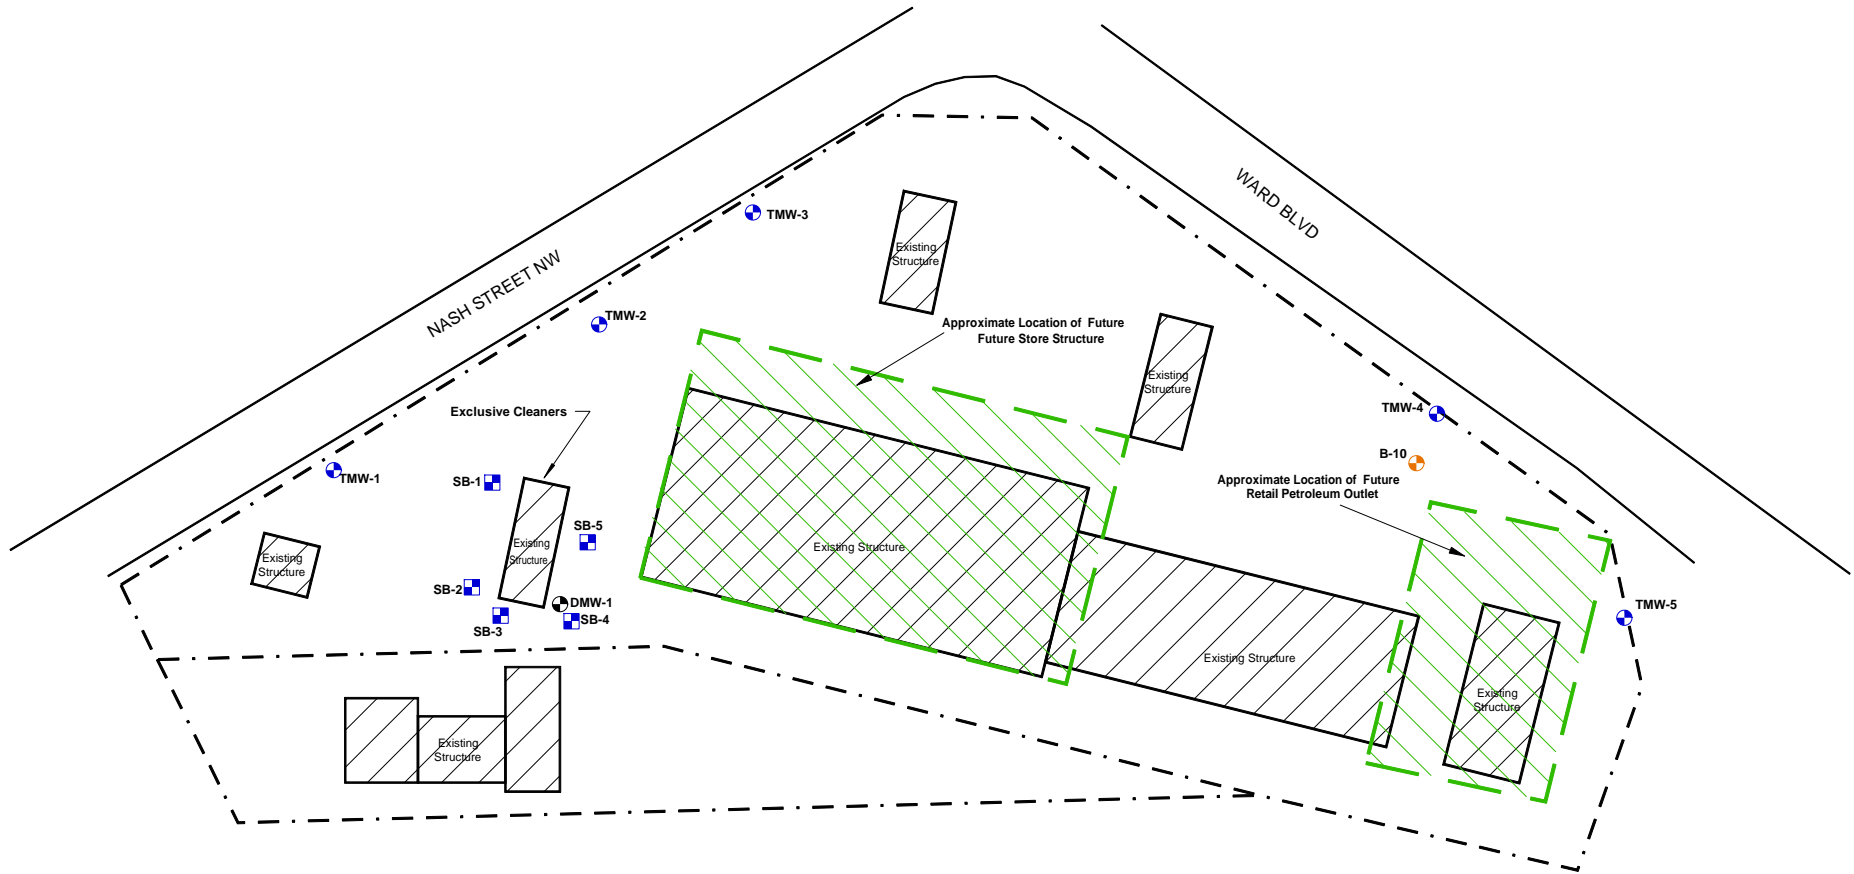 NASH STREET NW
WARD BLVD
TMW-3
TMW-2
TMW-1
TMW-4
TMW-5
B-10
Existing
Structure
Approximate Location of Future
Future Store Structure
Existing
Structure
Exclusive Cleaners
SB-1
SB-5
SB-2
SB-3
DMW-1
SB-4
Existing
Structure
Existing
Structure
Existing Structure
Approximate Location of Future
Retail Petroleum Outlet
Existing Structure
Existing
Structure
Existing
Structure